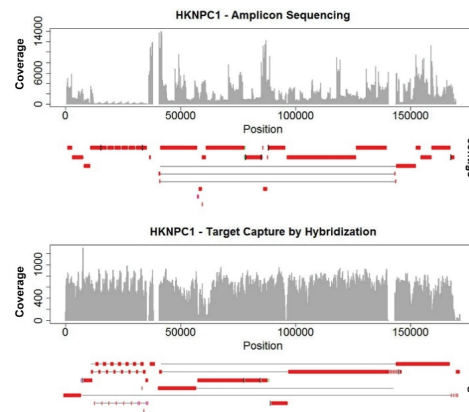 HKNPC1 - Amplicon Sequencing
Coverage
14000
6000
0
0 50000 100000 150000
Position
HKNPC1 - Target Capture by Hybridization
Coverage
1000
400
0
0 50000 100000 150000
Position